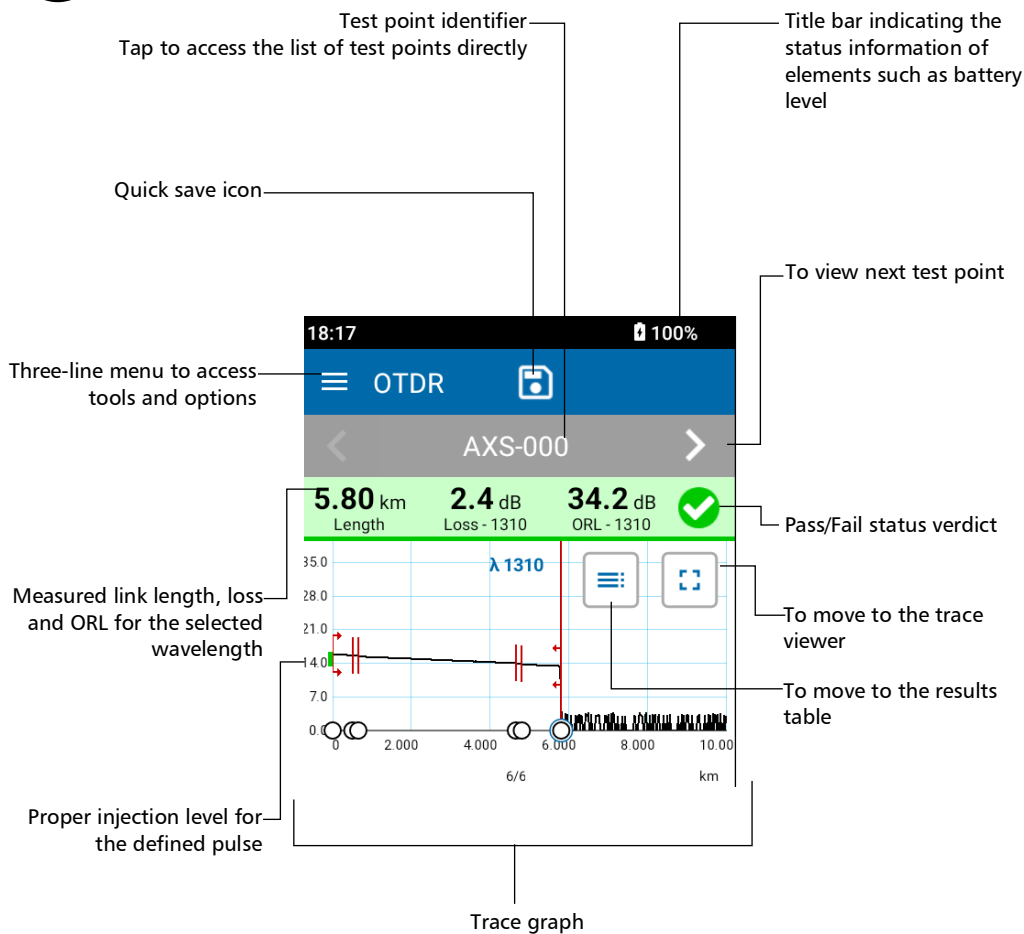 Test point identifier
Tap to access the list of test points directly
Title bar indicating the
status information of
elements such as battery
level
Quick save icon
To view next test point
18:17
100%
Three-line menu to access
tools and options
OTDR
AXS-000
5.80 km
Length
2.4 dB
Loss - 1310
34.2 dB
ORL - 1310
Pass/Fail status verdict
λ 1310
35.0
28.0
21.0
14.0
7.0
0.0
Measured link length, loss
and ORL for the selected
wavelength
To move to the trace
viewer
To move to the results
table
0 2.000 4.000 6.000 8.000 10.00
6/6 km
Proper injection level for
the defined pulse
Trace graph